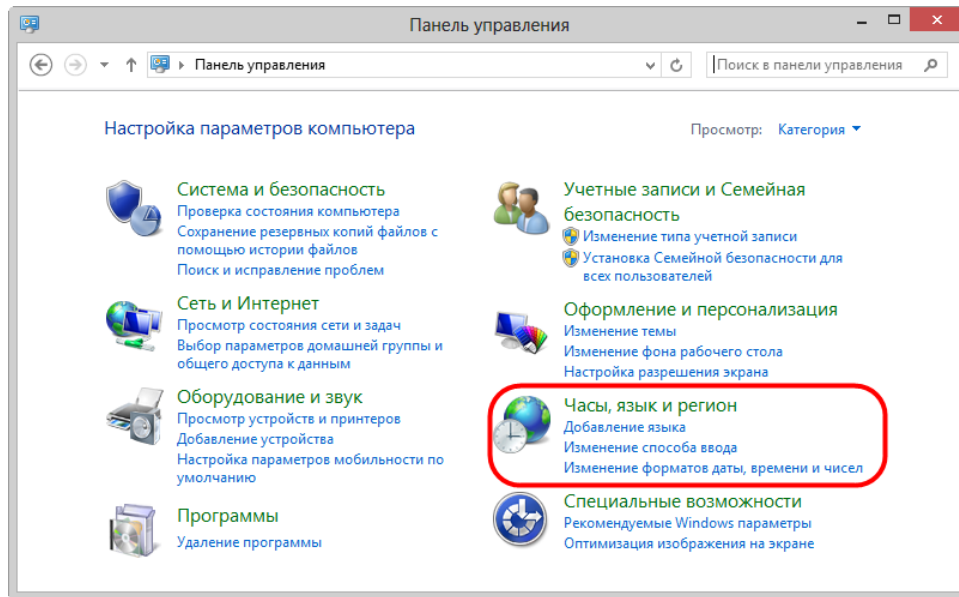 Панель управления
Панель управления
Поиск в панели управления
Настройка параметров компьютера
Просмотр: Категория
Система и безопасность
Проверка состояния компьютера
Сохранение резервных копий файлов с
помощью истории файлов
Поиск и исправление проблем
Сеть и Интернет
Просмотр состояния сети и задач
Выбор параметров домашней группы и
общего доступа к данным
Оборудование и звук
Просмотр устройств и принтеров
Добавление устройства
Настройка параметров мобильности по
умолчанию
Программы
Удаление программы
Учетные записи и Семейная
безопасность
Изменение типа учетной записи
Установка Семейной безопасности для
всех пользователей
Оформление и персонализация
Изменение темы
Изменение фона рабочего стола
Настройка разрешения экрана
Часы, язык и регион
Добавление языка
Изменение способа ввода
Изменение форматов даты, времени и чисел
Специальные возможности
Рекомендуемые Windows параметры
Оптимизация изображения на экране